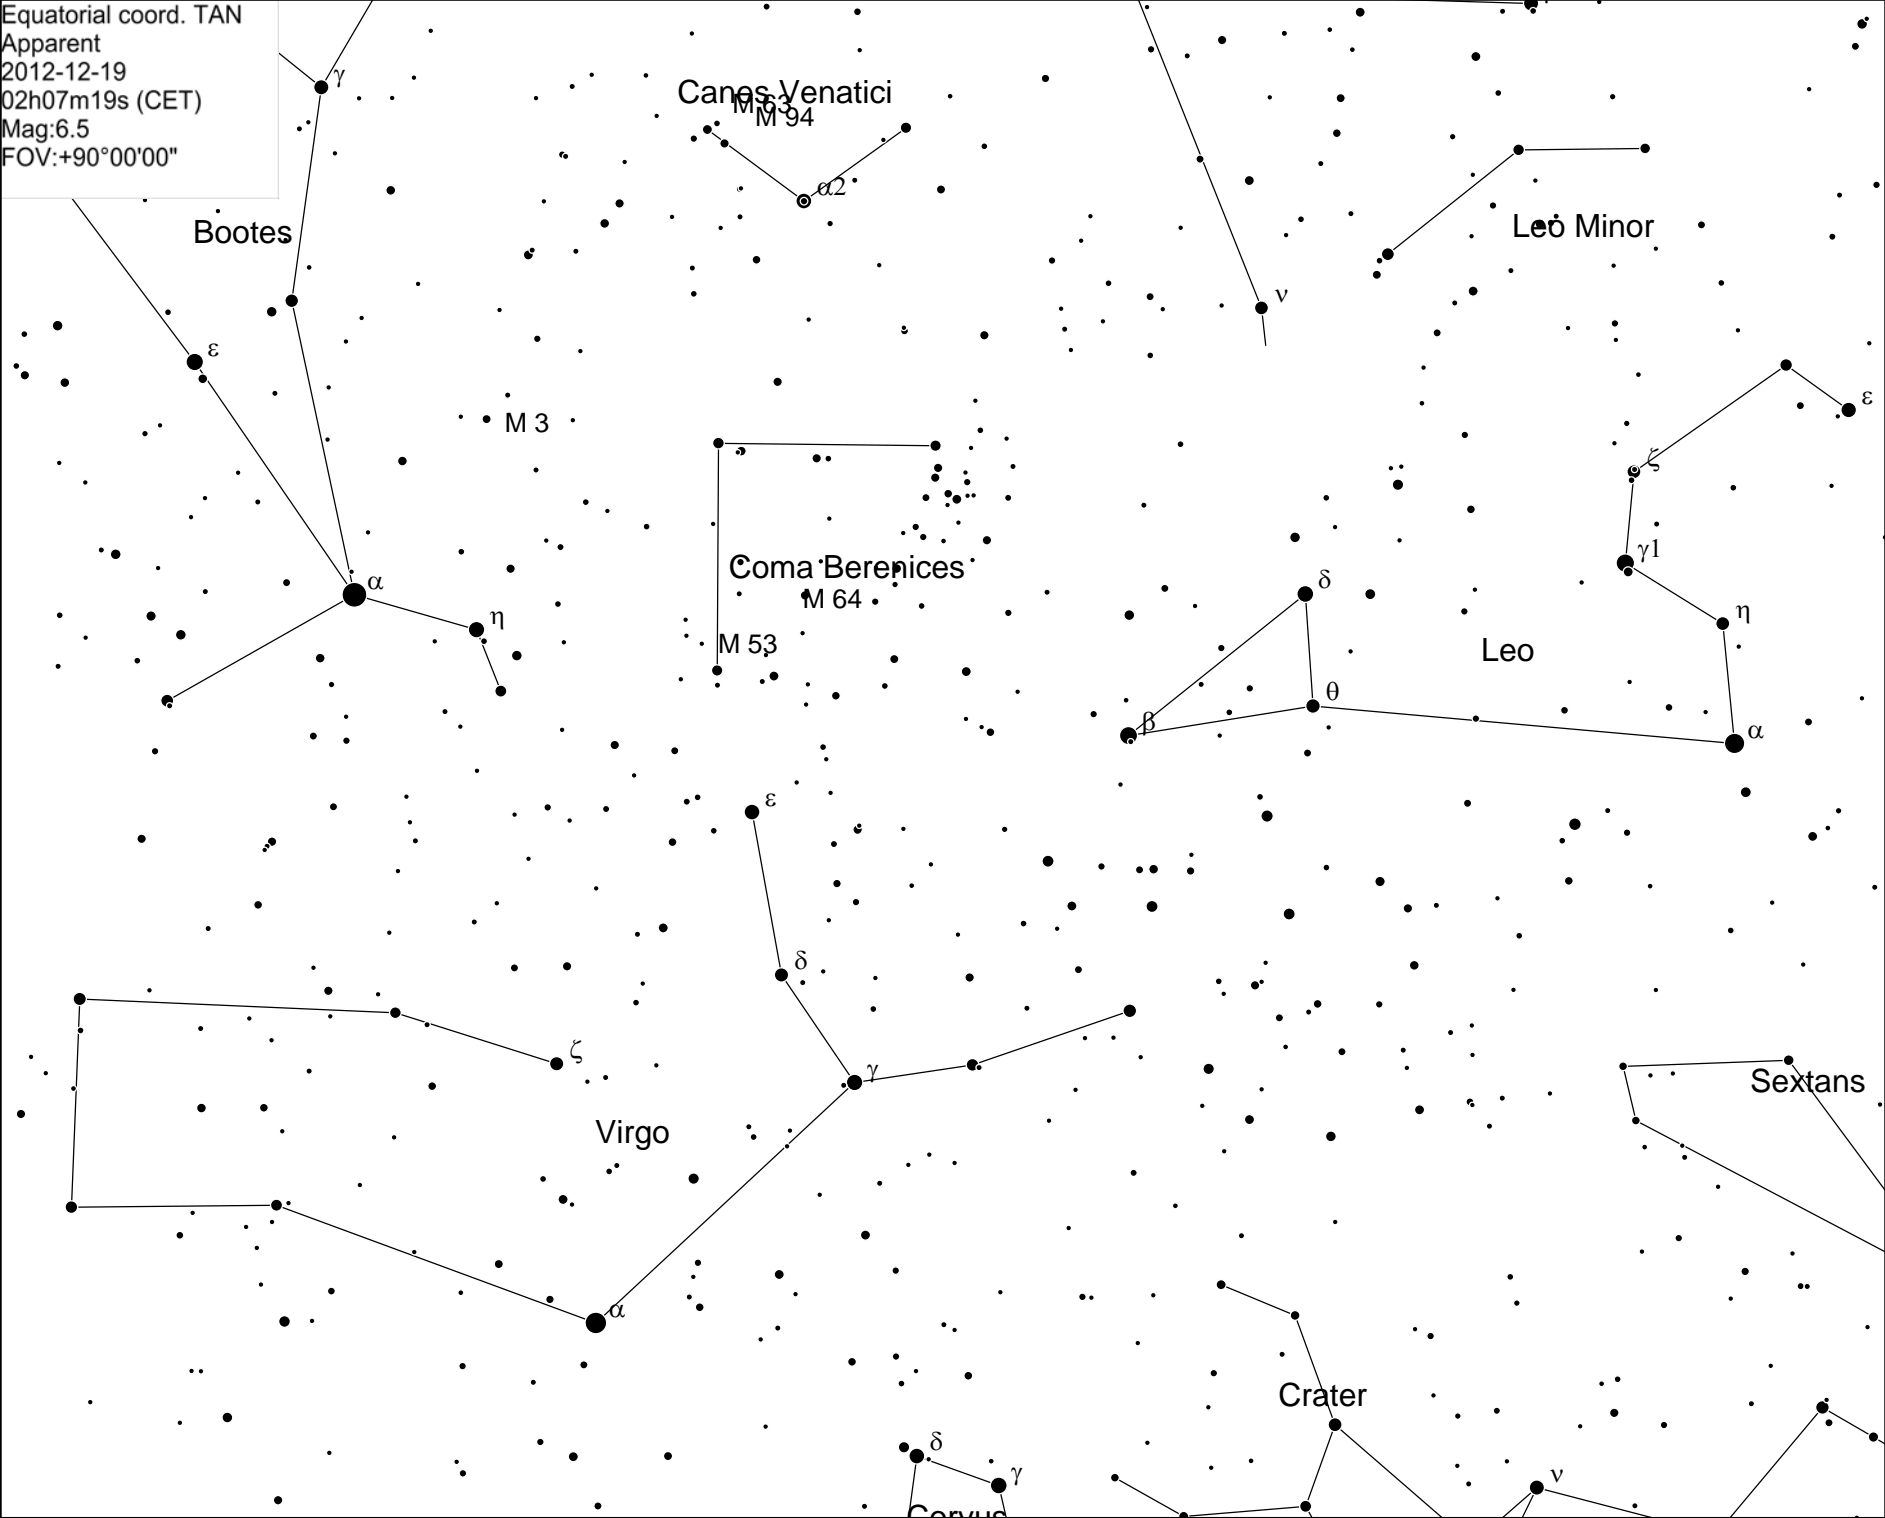 Equatorial coord. TAN
Apparent
2012-12-19
02h07m19s (CET)
Mag:6.5
FOV:+90°00'00"
γ
Canes Venatici
M 63
M 94
α2
Bootes
Leo Minor
ν
ε
ε
M 3
ζ
γ1
Coma Berenices
α
δ
M 64
η
η
M 53
Leo
θ
β
α
ε
δ
ζ
γ
Sextans
Virgo
α
Crater
δ
γ
ν
Corvus